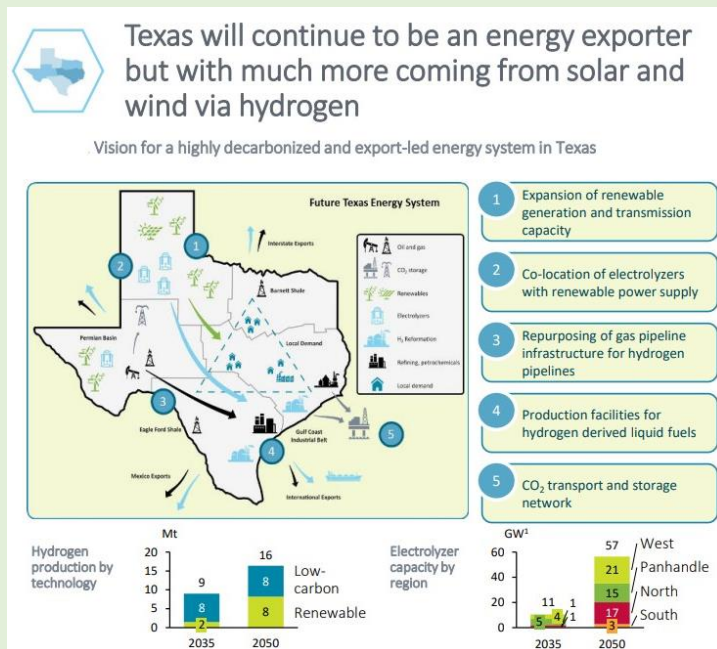 Texas will continue to be an energy exporter
but with much more coming from solar and
wind via hydrogen
Vision for a highly decarbonized and export-led energy system in Texas
Future Texas Energy System
Interstate Exports
Barnett Shale
Permian Basin
Local Demand
Eagle Ford Shale
Gulf Coast
Industrial Belt
Mexico Exports
International Exports
1
2
3
4
5
Oil and gas
CO₂ storage
Renewables
Electrolyzers
H₂ Reformation
Refining, petrochemicals
Local demand
1
Expansion of renewable
generation and transmission
capacity
2
Co-location of electrolyzers
with renewable power supply
3
Repurposing of gas pipeline
infrastructure for hydrogen
pipelines
4
Production facilities for
hydrogen derived liquid fuels
5
CO₂ transport and storage
network
Hydrogen
production by
technology
Mt
20
15
10
5
0
9
8
2
16
8
8
Low-
carbon
Renewable
2035
2050
Electrolyzer
capacity by
region
GW¹
60
40
20
0
11
1
5
4
1
57
21
15
17
3
West
Panhandle
North
South
2035
2050